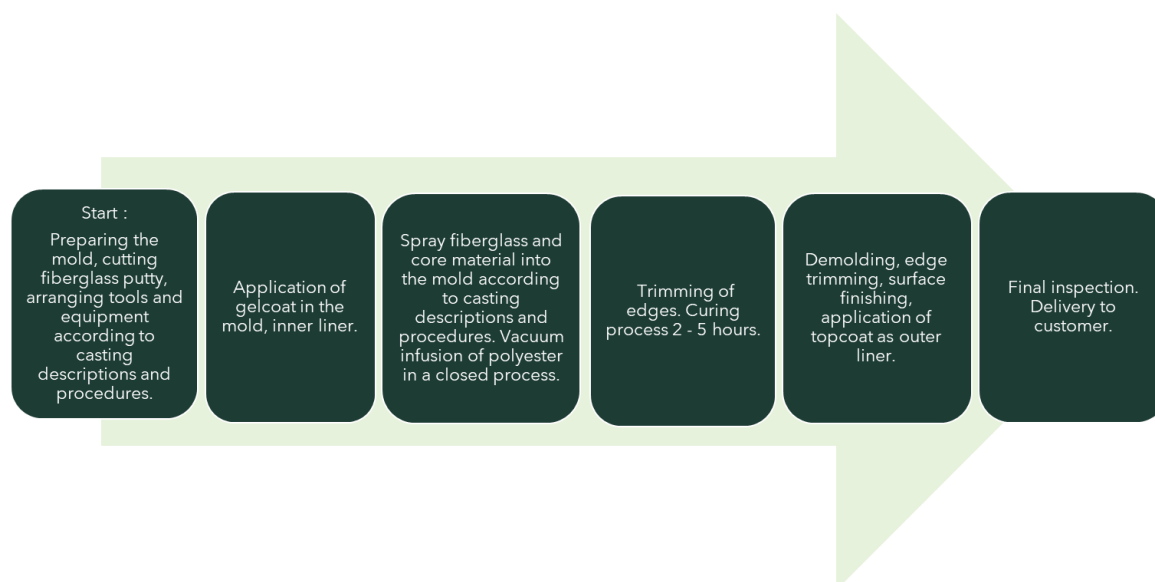 Start :
Preparing the
mold, cutting
fiberglass putty,
arranging tools and
equipment
according to
casting
descriptions and
procedures.
Application of
gelcoat in the
mold, inner liner.
Spray fiberglass and
core material into
the mold according
to casting
descriptions and
procedures. Vacuum
infusion of polyester
in a closed process.
Trimming of
edges. Curing
process 2 - 5 hours.
Demolding, edge
trimming, surface
finishing,
application of
topcoat as outer
liner.
Final inspection.
Delivery to
customer.